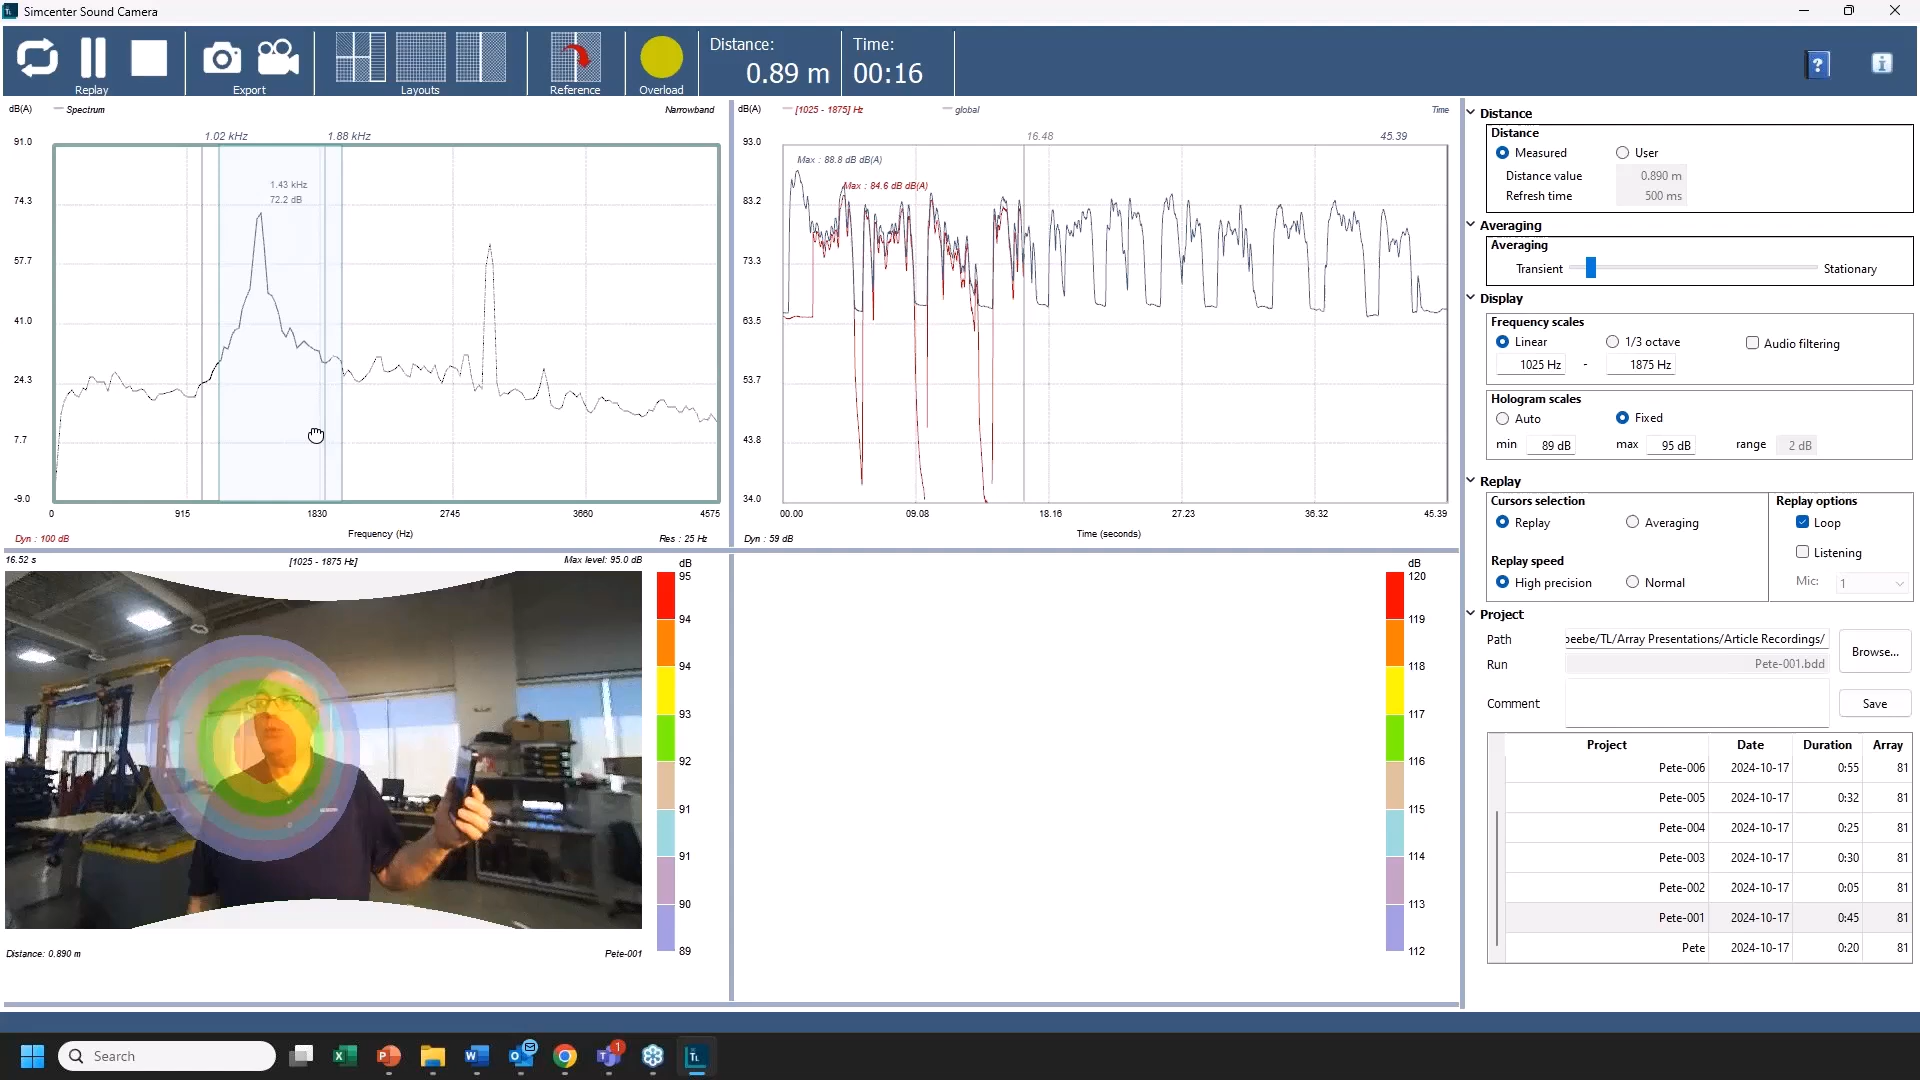 Simcenter Sound Camera
Replay
Export
Layouts
Reference
Overload
Distance:
0.89 m
Time:
00:16
dB(A)
Spectrum
Narrowband
1.02 kHz
1.88 kHz
91.0
74.3
57.7
41.0
24.3
7.7
-9.0
1.43 kHz
72.2 dB
0
915
1830
2745
3660
4575
Frequency (Hz)
Dyn : 100 dB
Res : 25 Hz
dB(A)
[1025 - 1875] Hz
global
Time
16.48
45.39
93.0
83.2
73.3
63.5
53.7
43.8
34.0
Max : 88.8 dB dB(A)
Max : 84.6 dB dB(A)
00.00
09.08
18.16
27.23
36.32
45.39
Time (seconds)
Dyn : 59 dB
16.52 s
[1025 - 1875 Hz]
Max level: 95.0 dB
dB
95
94
94
93
92
91
91
90
89
Distance: 0.890 m
Pete-001
dB
120
119
118
117
116
115
114
113
112
Distance
Distance
Measured
User
Distance value
0.890 m
Refresh time
500 ms
Averaging
Averaging
Transient
Stationary
Display
Frequency scales
Linear
1/3 octave
Audio filtering
1025 Hz
-
1875 Hz
Hologram scales
Auto
Fixed
min
89 dB
max
95 dB
range
2 dB
Replay
Cursors selection
Replay
Averaging
Replay options
Loop
Listening
Mic:
1
Replay speed
High precision
Normal
Project
Path
beebe/TL/Array Presentations/Article Recordings/
Browse...
Run
Pete-001.bdd
Comment
Save
Project Date Duration Array
Pete-006 2024-10-17 0:55 81
Pete-005 2024-10-17 0:32 81
Pete-004 2024-10-17 0:25 81
Pete-003 2024-10-17 0:30 81
Pete-002 2024-10-17 0:05 81
Pete-001 2024-10-17 0:45 81
Pete 2024-10-17 0:20 81
Search
1
TL